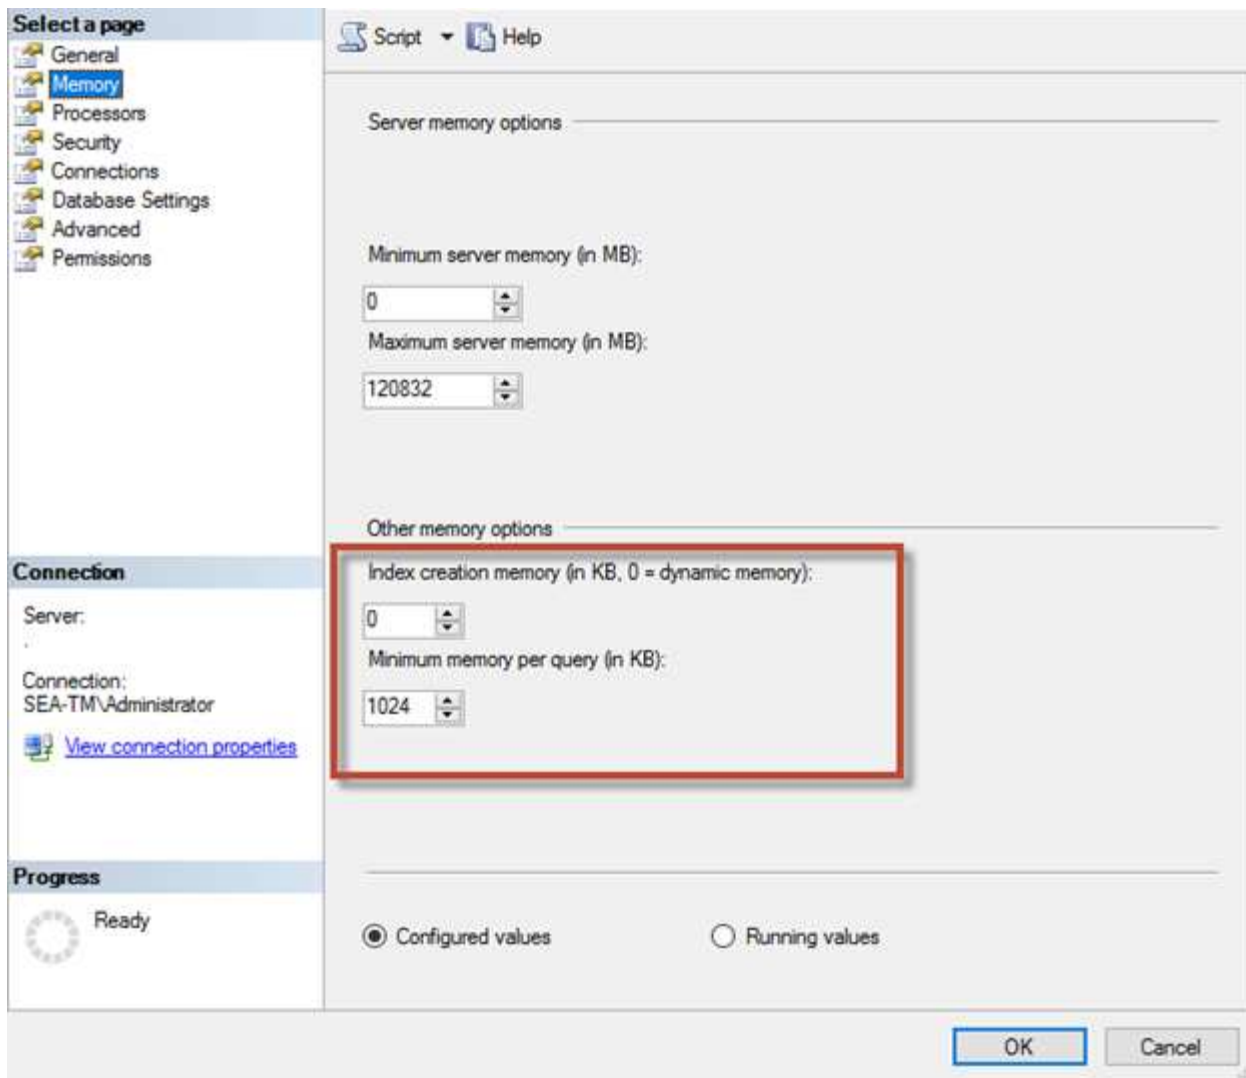 Select a page
General
Memory
Processors
Security
Connections
Database Settings
Advanced
Permissions
Connection
Server:
.
Connection:
SEA-TM\Administrator
View connection properties
Progress
Ready
Script
Help
Server memory options
Minimum server memory (in MB):
0
Maximum server memory (in MB):
120832
Other memory options
Index creation memory (in KB, 0 = dynamic memory):
0
Minimum memory per query (in KB):
1024
Configured values
Running values
OK
Cancel